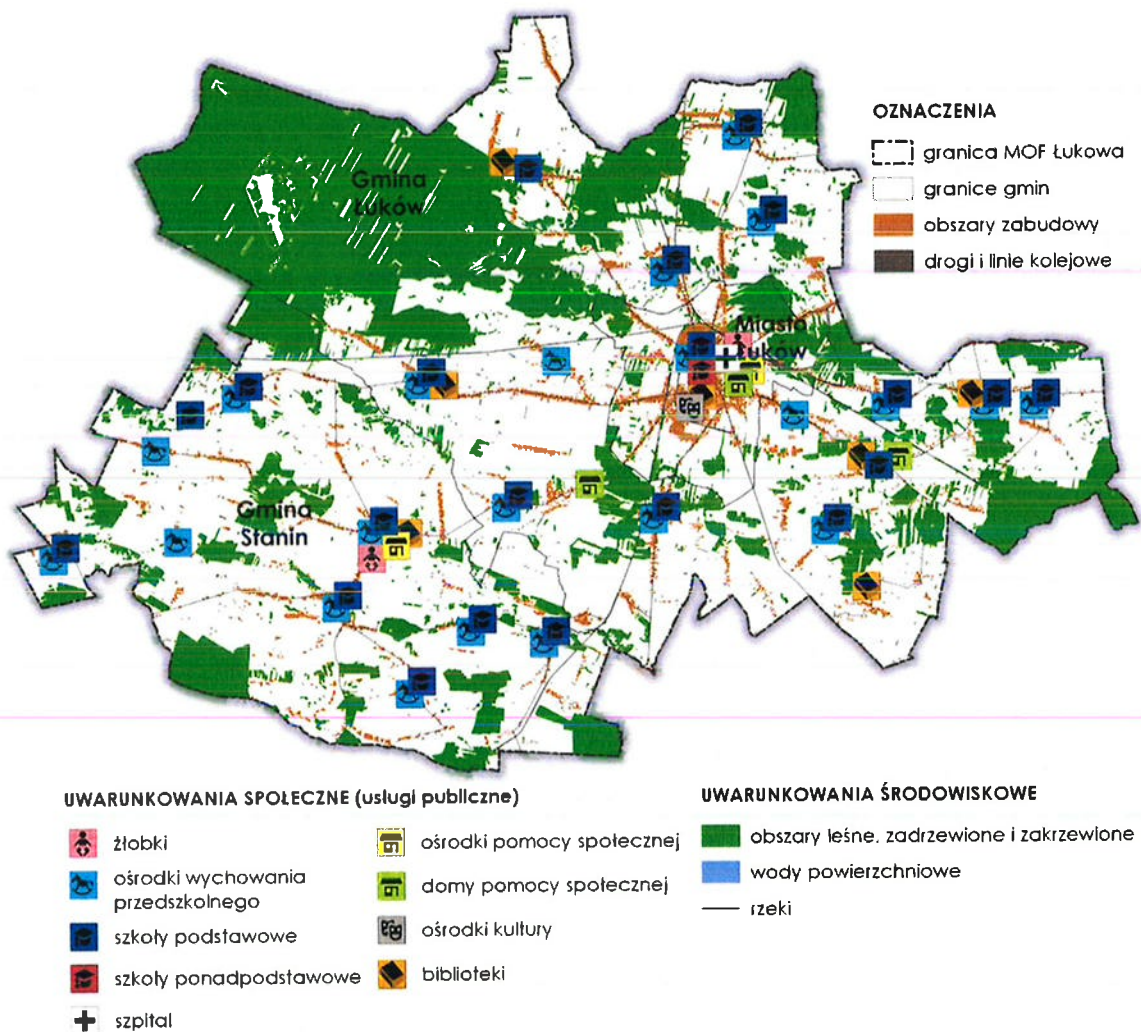 Gmina
Łuków
Miasto
Łuków
Gmina
Stanin
OZNACZENIA
granica MOF Łukowa
granice gmin
obszary zabudowy
drogi i linie kolejowe
UWARUNKOWANIA SPOŁECZNE (usługi publiczne)
żłobki
ośrodki wychowania
przedszkolnego
szkoły podstawowe
szkoły ponadpodstawowe
szpital
ośrodki pomocy społecznej
domy pomocy społecznej
ośrodki kultury
biblioteki
UWARUNKOWANIA ŚRODOWISKOWE
obszary leśne, zadrzewione i zakrzewione
wody powierzchniowe
rzeki